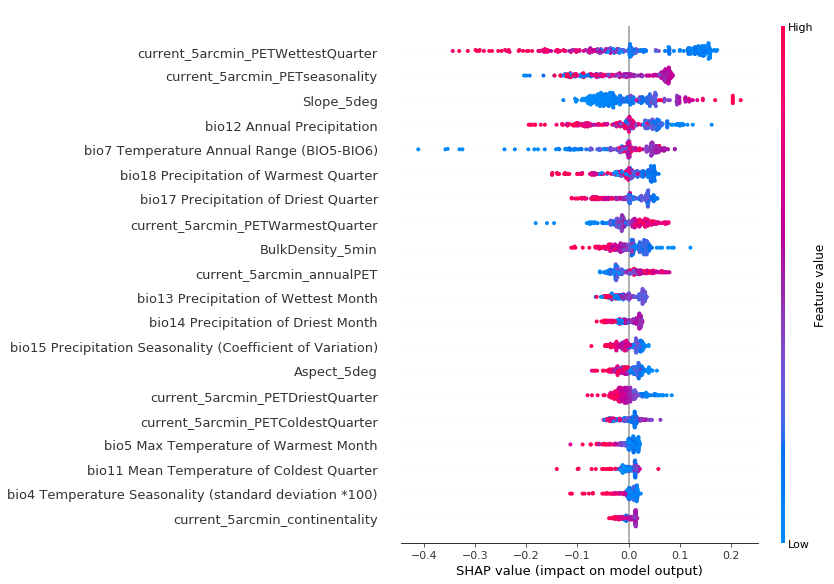 current_5arcmin_PETWettestQuarter
current_5arcmin_PETseasonality
Slope_5deg
bio12 Annual Precipitation
bio7 Temperature Annual Range (BIO5-BIO6)
bio18 Precipitation of Warmest Quarter
bio17 Precipitation of Driest Quarter
current_5arcmin_PETWarmestQuarter
BulkDensity_5min
current_5arcmin_annualPET
bio13 Precipitation of Wettest Month
bio14 Precipitation of Driest Month
bio15 Precipitation Seasonality (Coefficient of Variation)
Aspect_5deg
current_5arcmin_PETDriestQuarter
current_5arcmin_PETColdestQuarter
bio5 Max Temperature of Warmest Month
bio11 Mean Temperature of Coldest Quarter
bio4 Temperature Seasonality (standard deviation *100)
current_5arcmin_continentality
−0.4 −0.3 −0.2 −0.1 0.0 0.1 0.2
SHAP value (impact on model output)
High
Feature value
Low